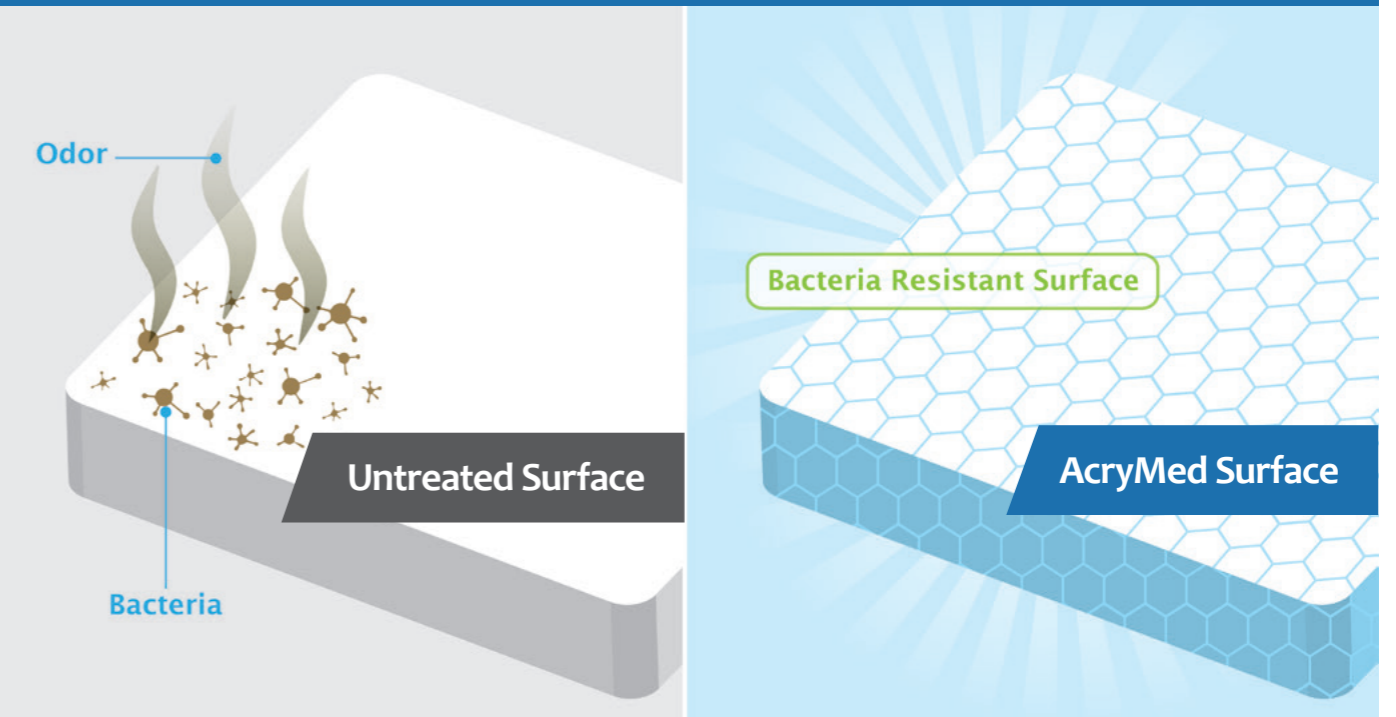 Odor
Bacteria
Untreated Surface
Bacteria Resistant Surface
AcryMed Surface